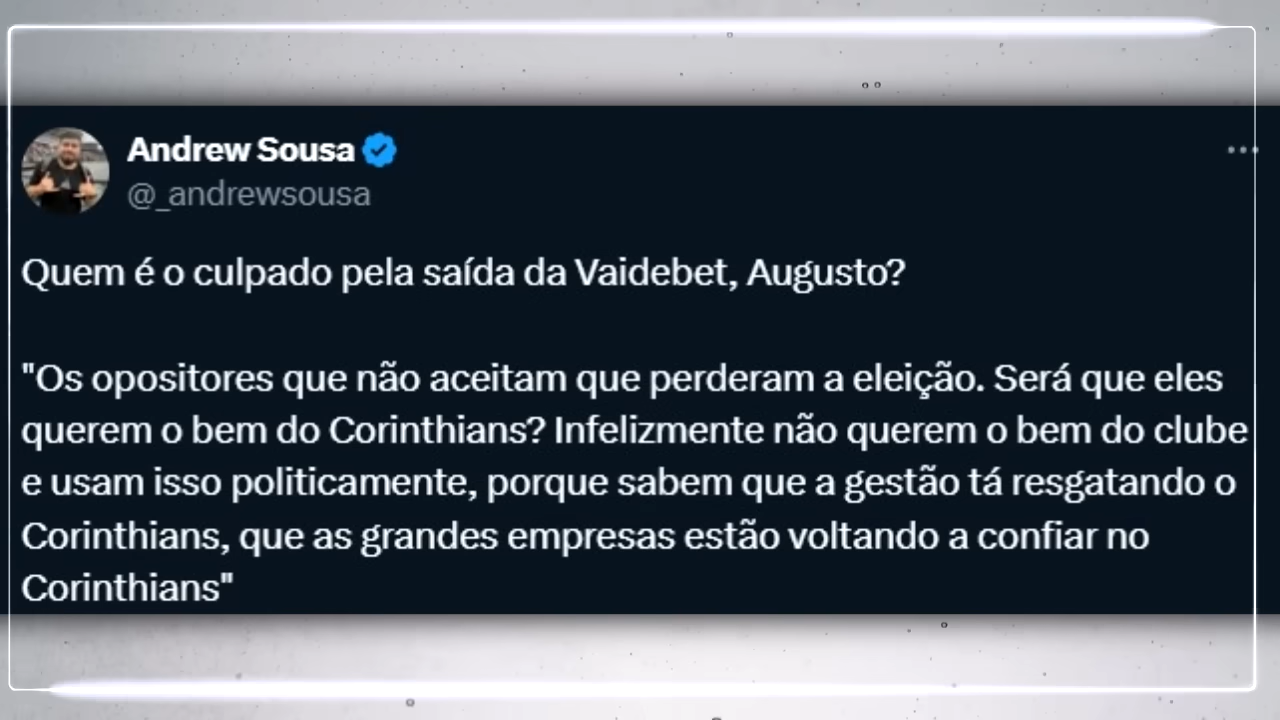 Andrew Sousa
@_andrewsousa
Quem é o culpado pela saída da Vaidebet, Augusto?
"Os opositores que não aceitam que perderam a eleição. Será que eles
querem o bem do Corinthians? Infelizmente não querem o bem do clube
e usam isso politicamente, porque sabem que a gestão tá resgatando o
Corinthians, que as grandes empresas estão voltando a confiar no
Corinthians"